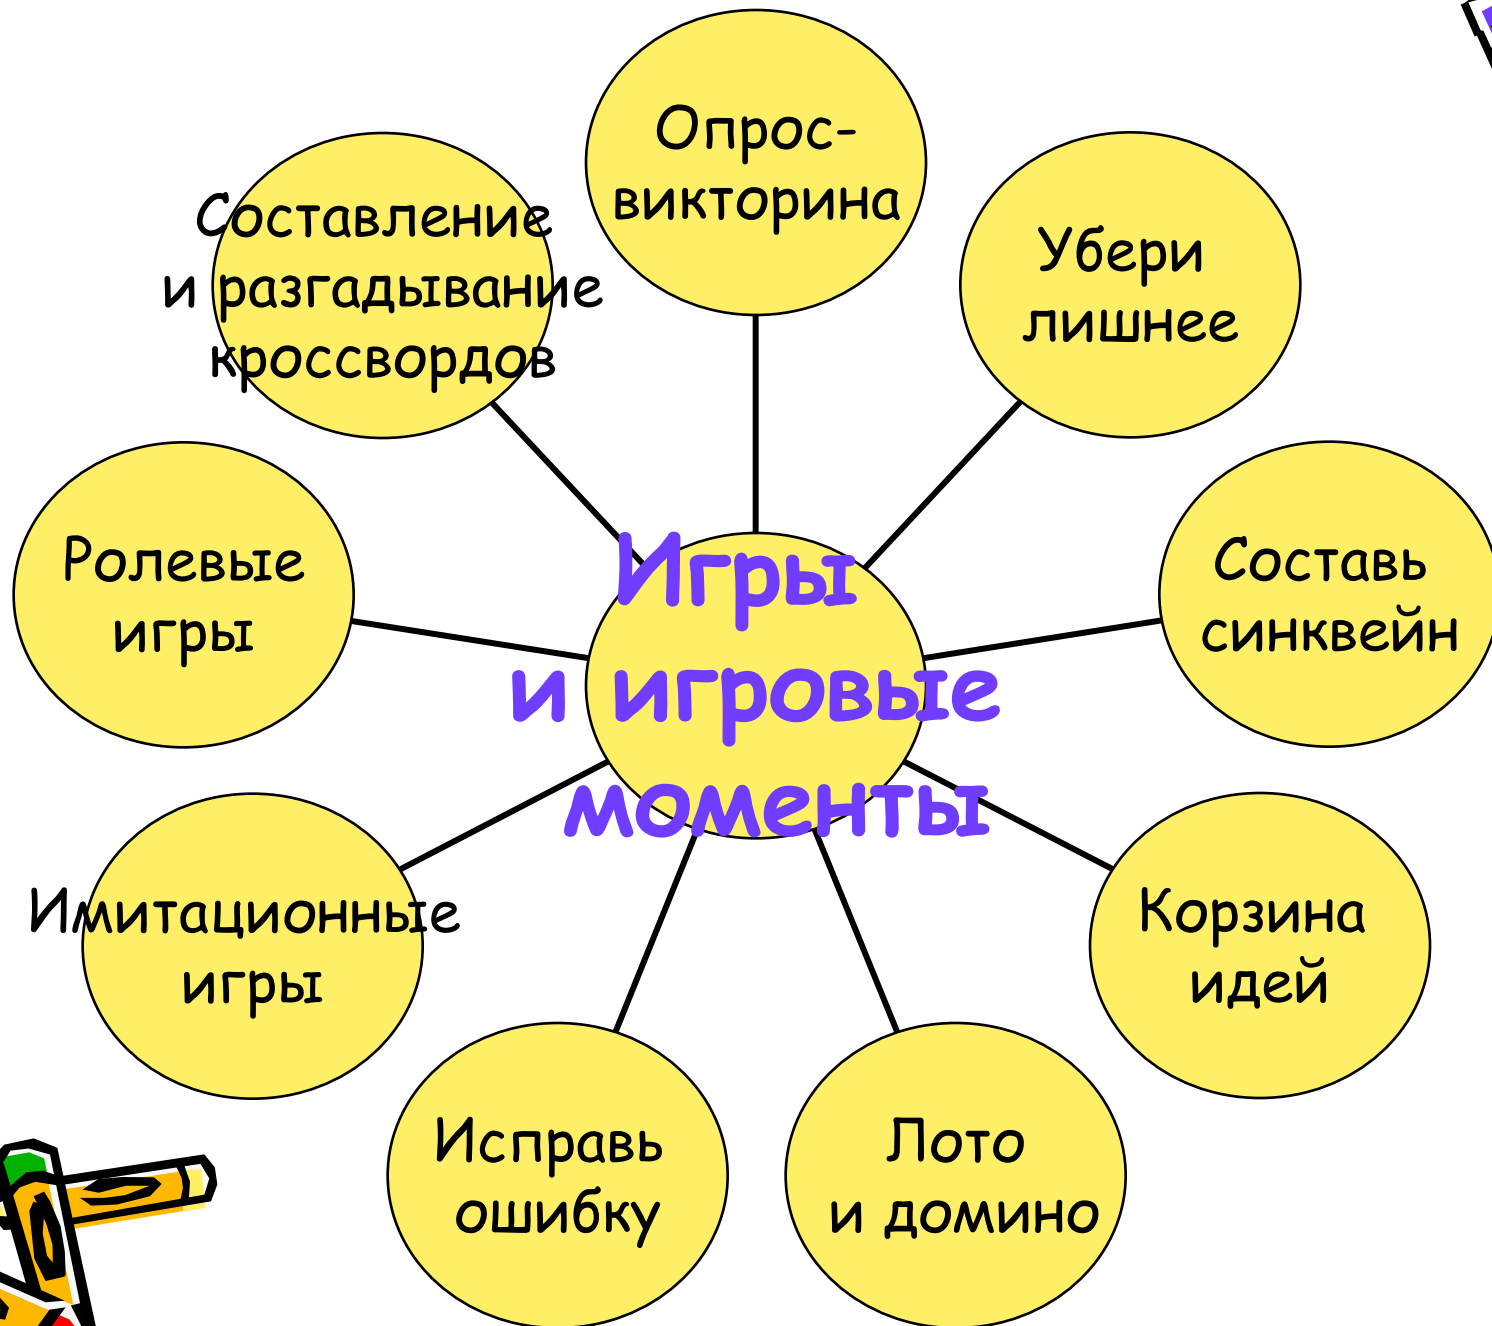 Опрос-
викторина
Убери
лишнее
Составь
синквейн
Корзина
идей
Лото
и домино
Исправь
ошибку
Имитационные
игры
Ролевые
игры
Составление
и разгадывание
кроссвордов
Игры
и игровые
моменты